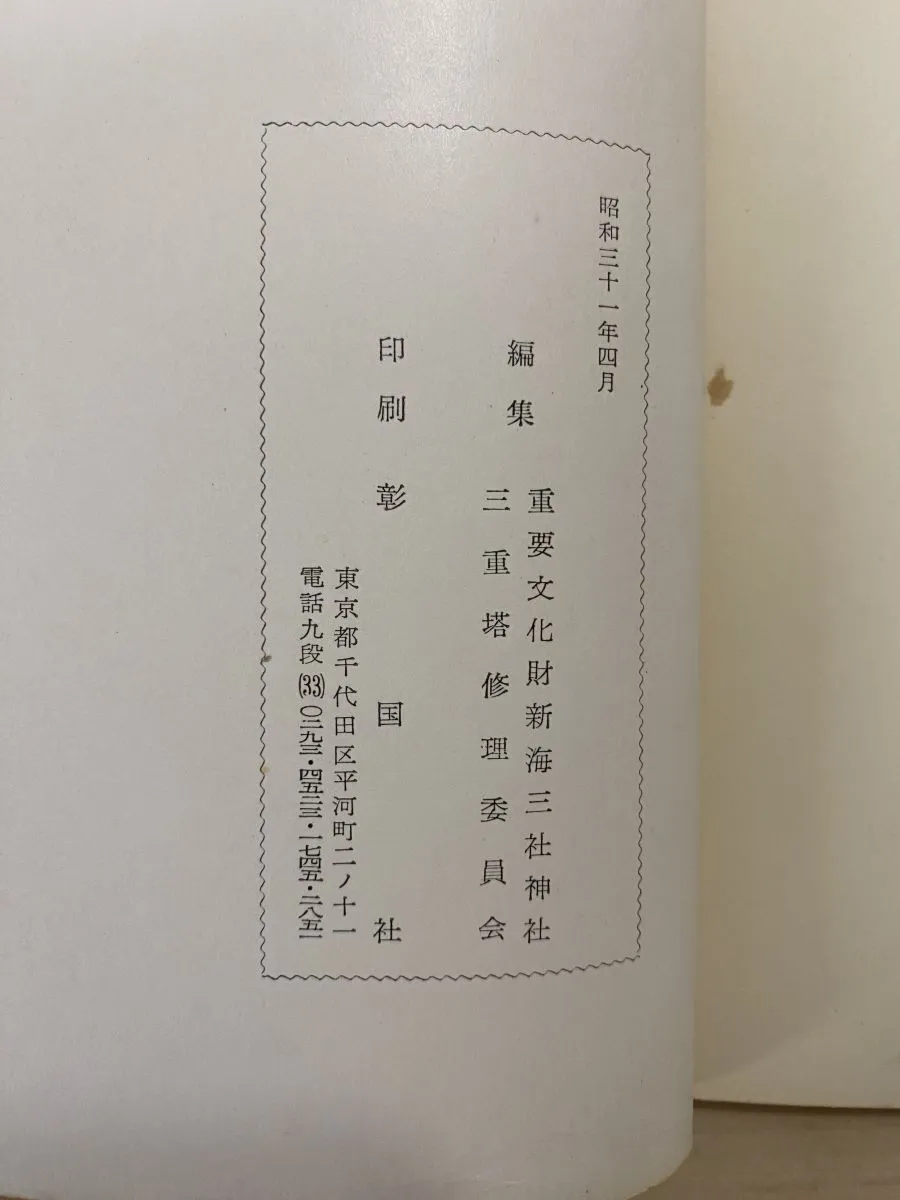 昭和三十一年四月
編集
重要文化財新海三社神社
三重塔修理委員会
印刷 彰国社
東京都千代田区平河町二ノ十一
電話九段(33)〇二九三・四五二三・一七四五・二八五一